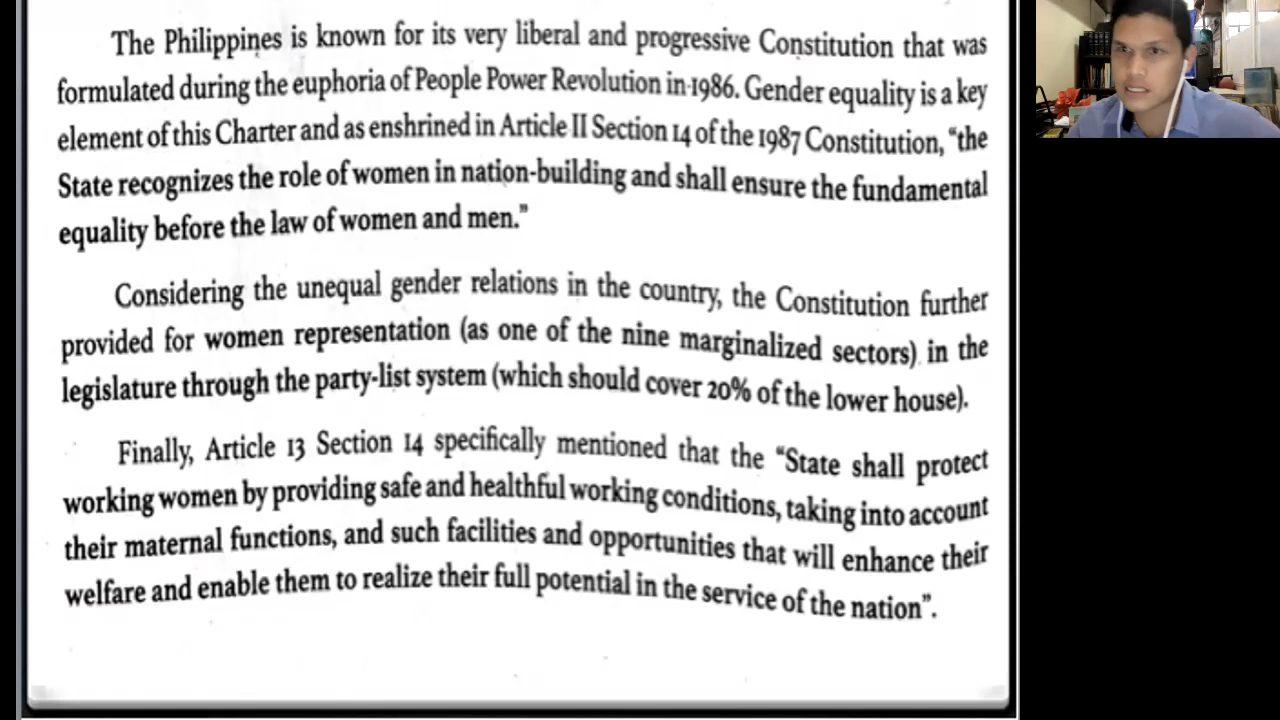 The Philippines is known for its very liberal and progressive Constitution that was
formulated during the euphoria of People Power Revolution in 1986. Gender equality is a key
element of this Charter and as enshrined in Article II Section 14 of the 1987 Constitution, “the
State recognizes the role of women in nation-building and shall ensure the fundamental
equality before the law of women and men.”
Considering the unequal gender relations in the country, the Constitution further
provided for women representation (as one of the nine marginalized sectors) in the
legislature through the party-list system (which should cover 20% of the lower house).
Finally, Article 13 Section 14 specifically mentioned that the “State shall protect
working women by providing safe and healthful working conditions, taking into account
their maternal functions, and such facilities and opportunities that will enhance their
welfare and enable them to realize their full potential in the service of the nation”.